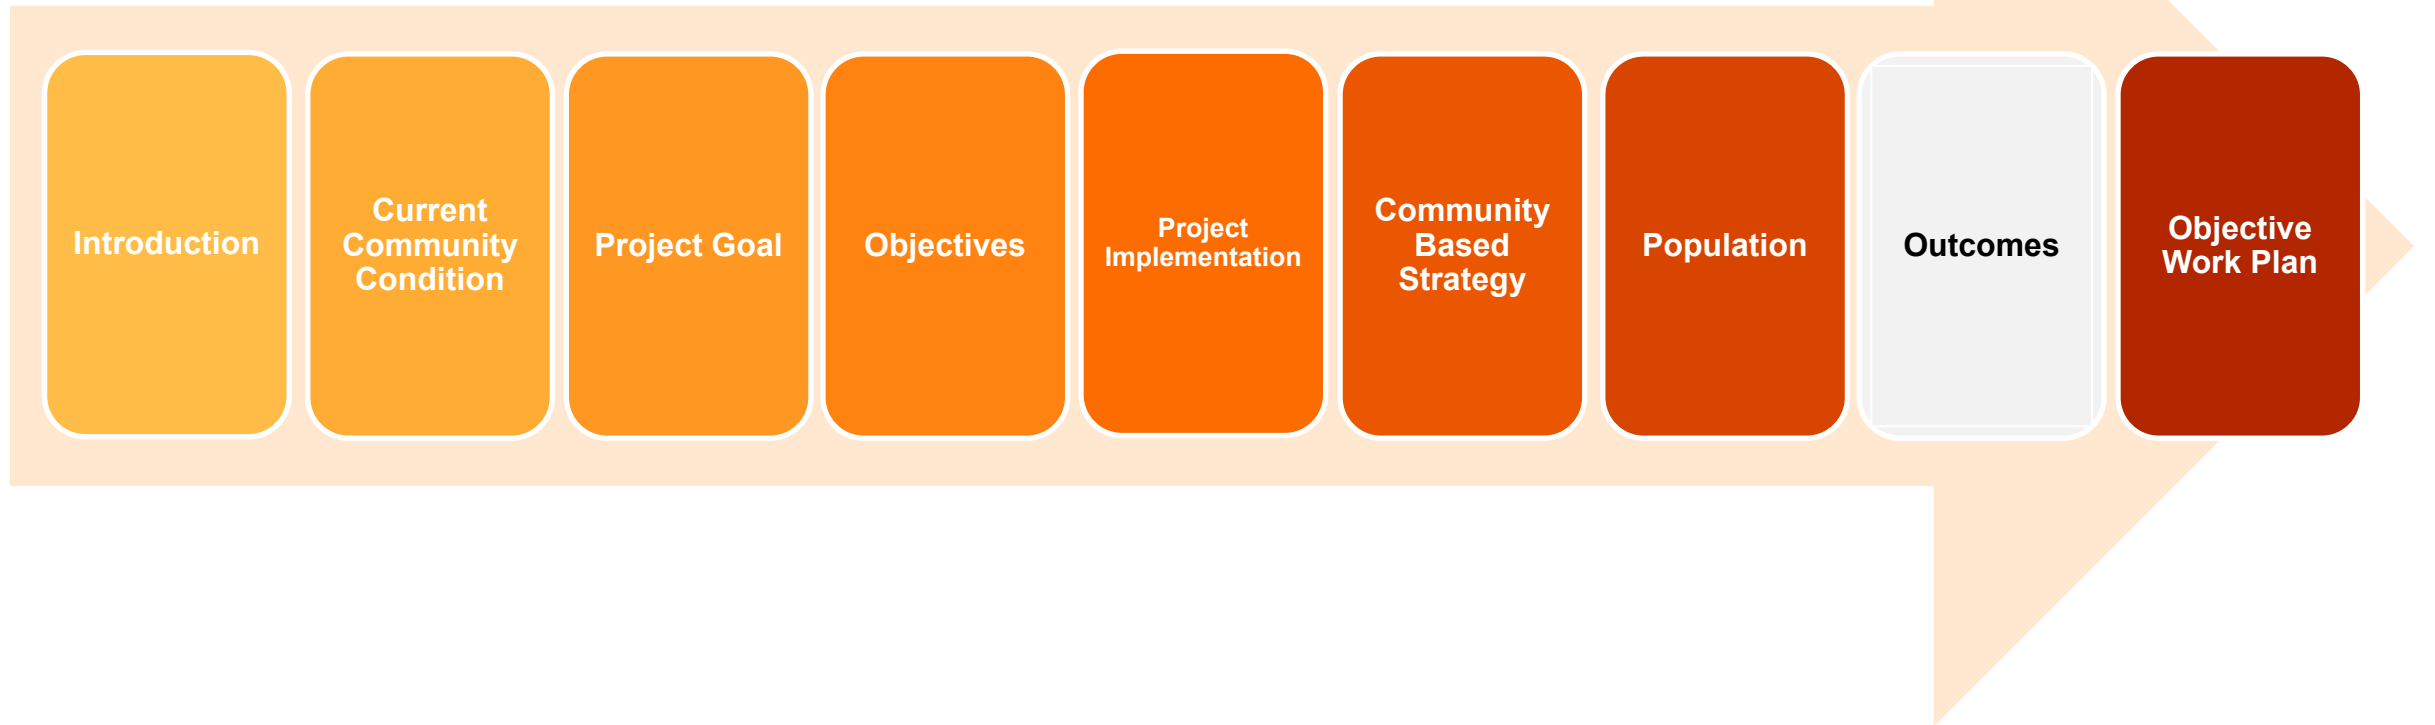 Introduction
Current
Community
Condition
Project Goal
Objectives
Project
Implementation
Community
Based
Strategy
Population
Outcomes
Objective
Work Plan